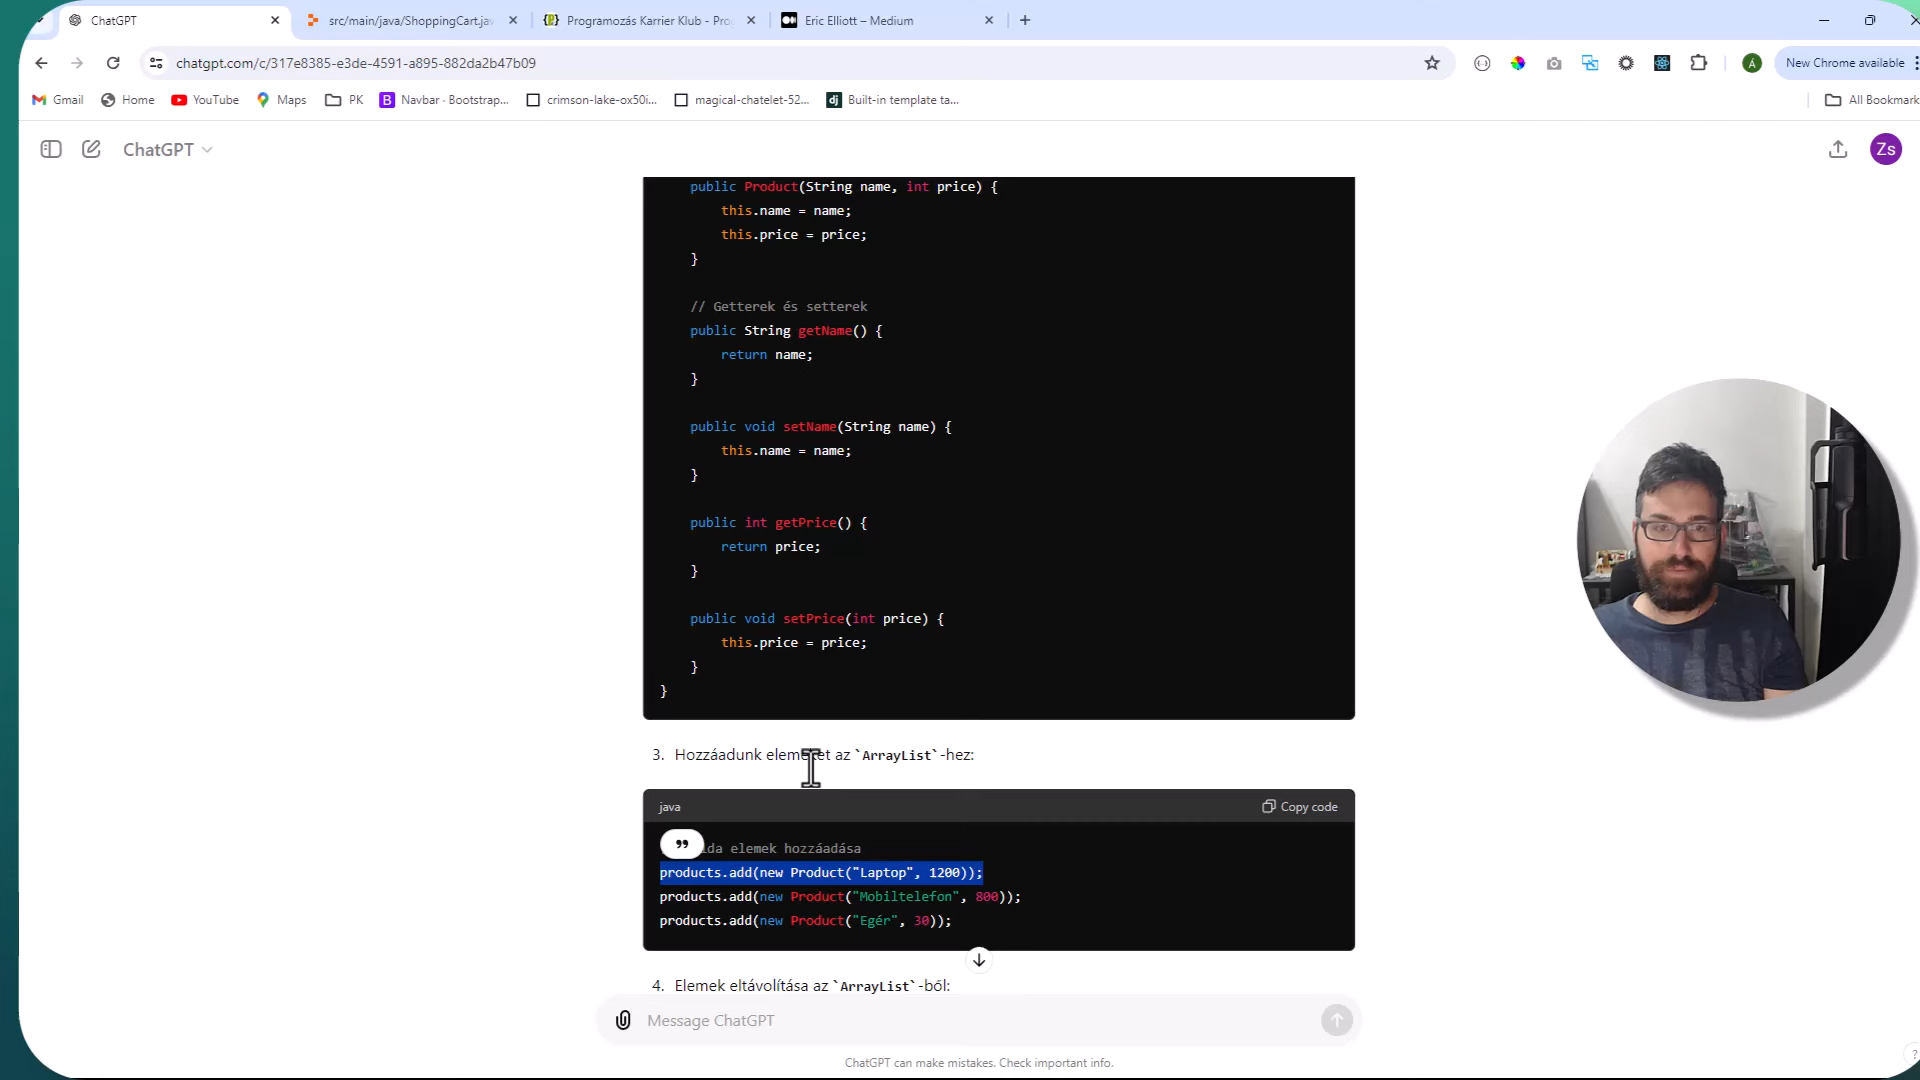 ChatGPT
src/main/java/ShoppingCart.jav
Programozás Karrier Klub - Pro
Eric Elliott – Medium
chatgpt.com/c/317e8385-e3de-4591-a895-882da2b47b09
New Chrome available
Gmail
Home
YouTube
Maps
PK
Navbar · Bootstrap...
crimson-lake-ox50i...
magical-chatelet-52...
Built-in template ta...
All Bookmark
ChatGPT
Zs
public Product(String name, int price) {
this.name = name;
this.price = price;
}
// Getterek és setterek
public String getName() {
return name;
}
public void setName(String name) {
this.name = name;
}
public int getPrice() {
return price;
}
public void setPrice(int price) {
this.price = price;
}
}
3. Hozzáadunk elemeket az `ArrayList`-hez:
java
Copy code
lda elemek hozzáadása
products.add(new Product("Laptop", 1200));
products.add(new Product("Mobiltelefon", 800));
products.add(new Product("Egér", 30));
4. Elemek eltávolítása az `ArrayList`-ből:
Message ChatGPT
ChatGPT can make mistakes. Check important info.
?